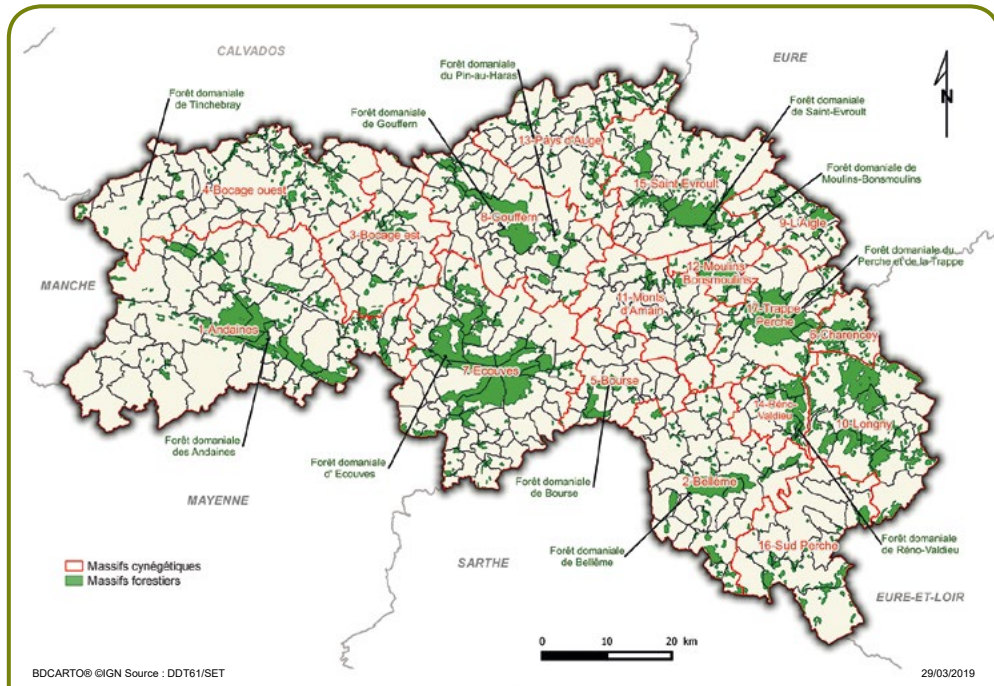 CALVADOS
EURE
Forêt domaniale
du Pin-au-Haras
Forêt domaniale
de Tinchebray
Forêt domaniale
de Gouffern
Forêt domaniale
de Saint-Evroult
N
13-Pays d'Auge
Forêt domaniale de
Moulins-Bonsmoulins
15-Saint-Evroult
4-Bocage ouest
8-Gouffern
9-L'Aigle
3-Bocage est
Forêt domaniale du
Perche et de la Trappe
12-Moulins
Bonsmoulins
MANCHE
11-Monts
d'Amain
17-Trappe
Perche
1-Andaines
6-Charencey
7-Ecouves
5-Bourse
14-Réno-
Valdieu
10-Longny
Forêt domaniale
des Andaines
Forêt domaniale
d' Ecouves
Forêt domaniale
de Bourse
2-Bellême
MAYENNE
Forêt domaniale
de Réno-Valdieu
16-Sud Perche
Forêt domaniale
de Bellême
SARTHE
EURE-ET-LOIR
Massifs cynégétiques
Massifs forestiers
0 10 20 km
BDCARTO® ©IGN Source : DDT61/SET
29/03/2019